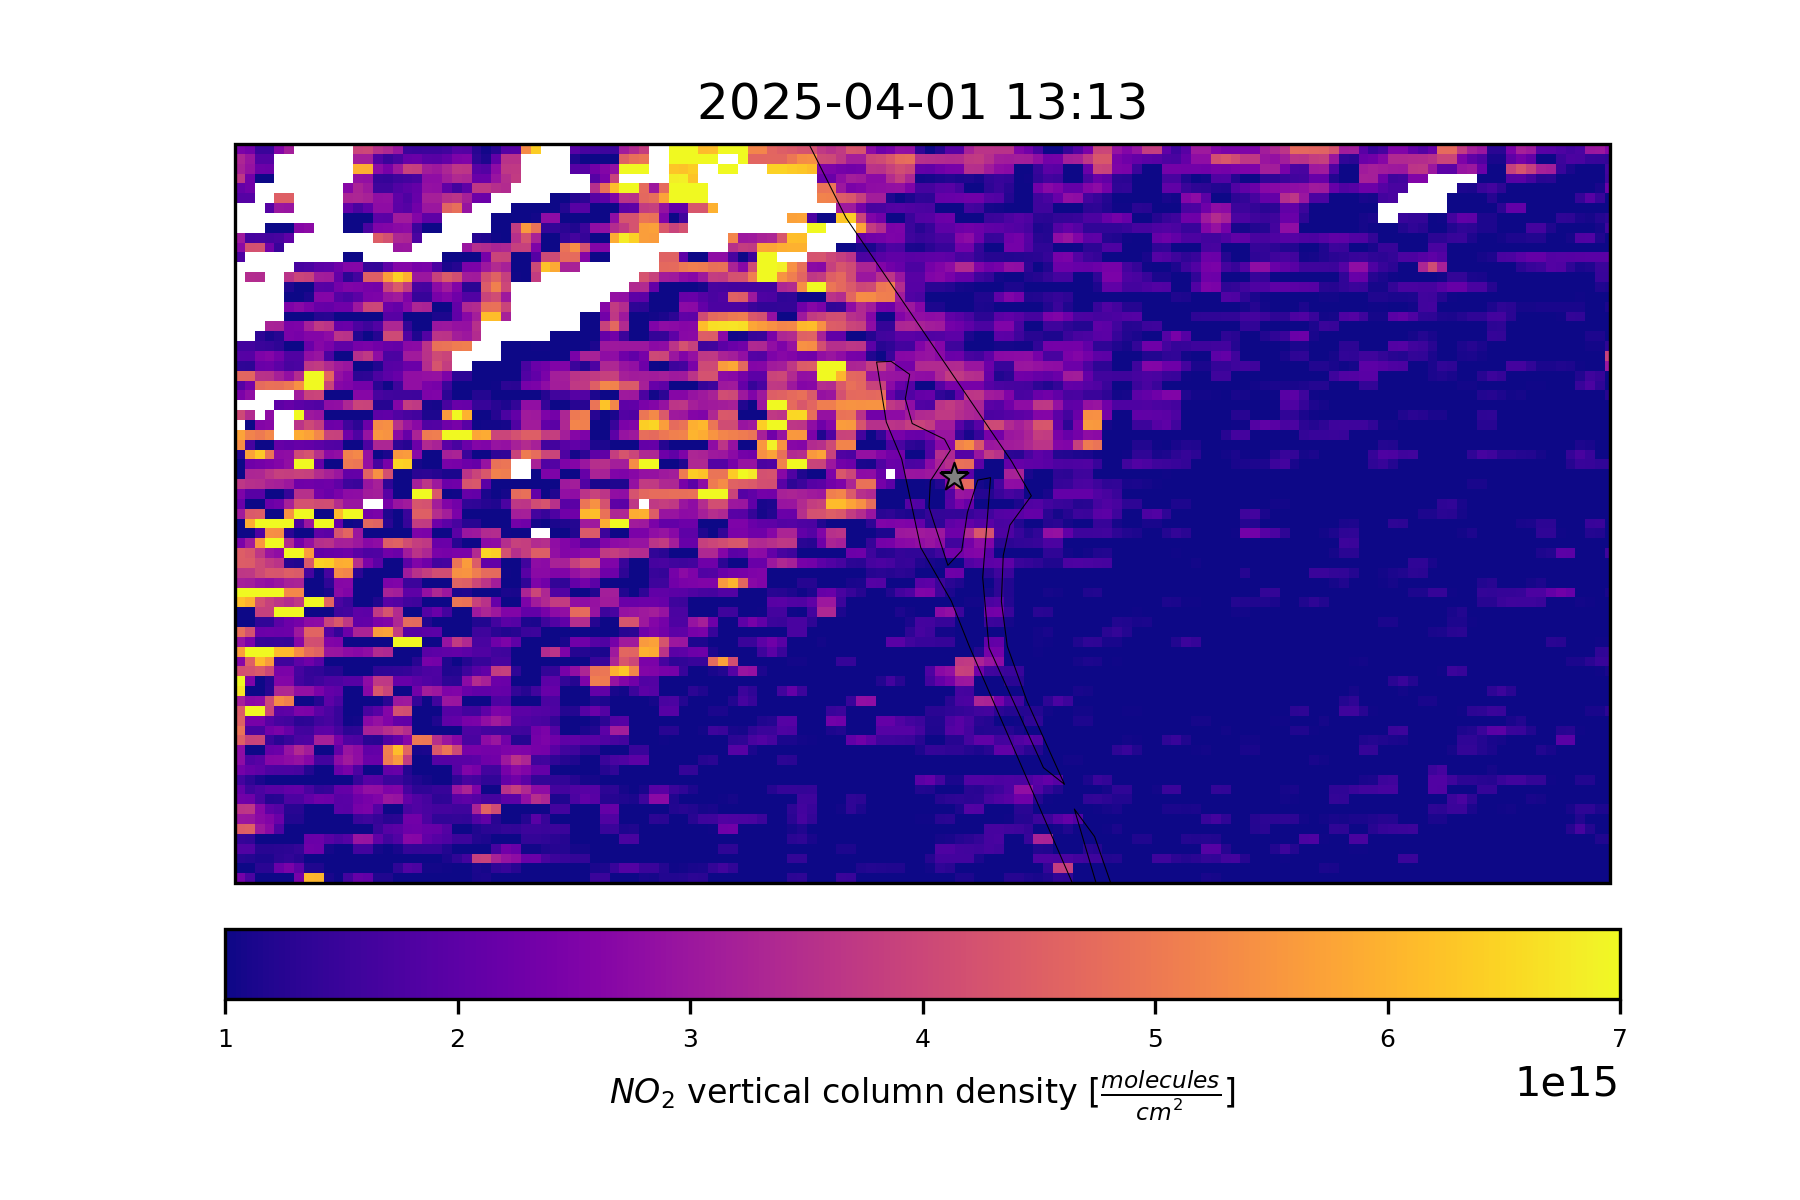 2025-04-01 13:13
1 2 3 4 5 6 7
1e15
NO₂ vertical column density [molecules/cm²]